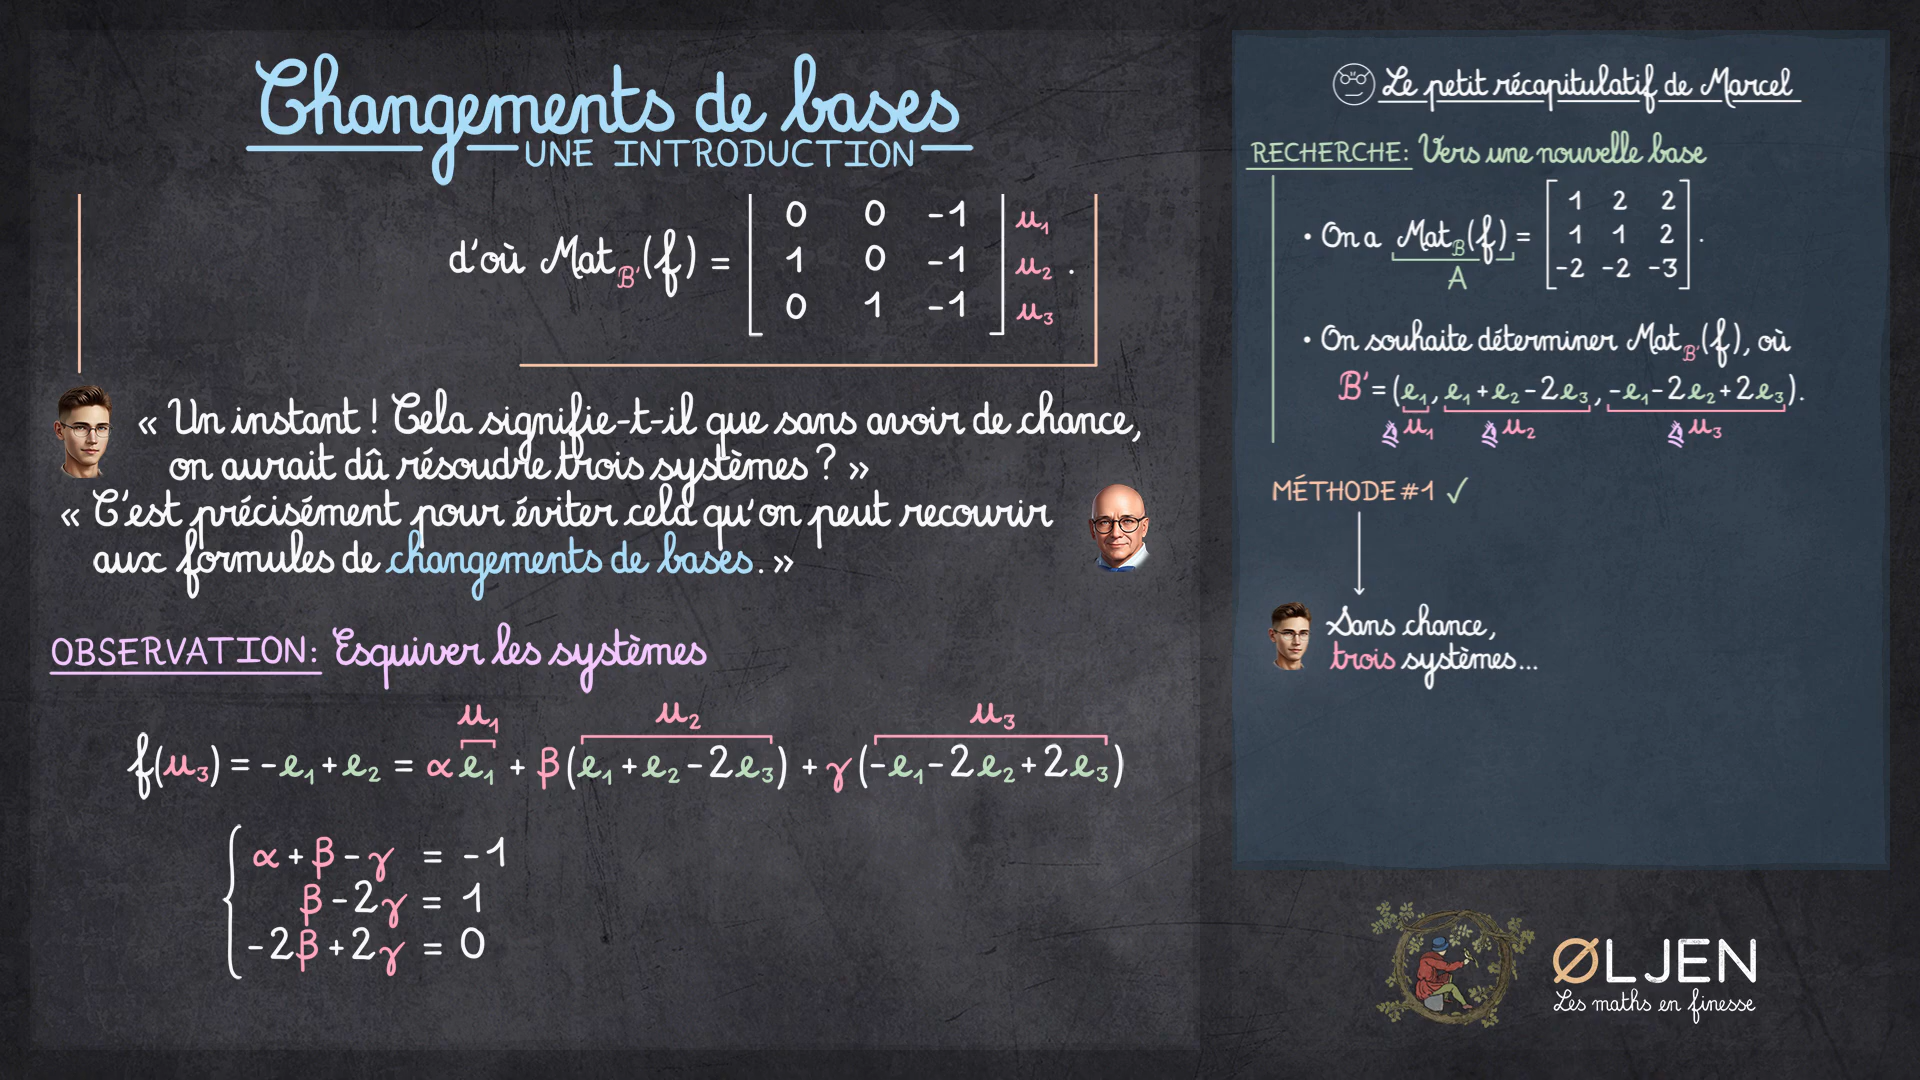 Changements de bases
UNE INTRODUCTION
d'où Mat_B'(f) = [ 0 0 -1 ] u₁
[ 1 0 -1 ] u₂ .
[ 0 1 -1 ] u₃
« Un instant ! Cela signifie-t-il que sans avoir de chance,
on aurait dû résoudre trois systèmes ? »
« C'est précisément pour éviter cela qu'on peut recourir
aux formules de changements de bases. »
OBSERVATION: Esquiver les systèmes
u₁ u₂ u₃
f(u₃) = -e₁+e₂ = αe₁ + β(e₁+e₂-2e₃) + γ(-e₁-2e₂+2e₃)
α+β-γ = -1
β-2γ = 1
-2β+2γ = 0
Le petit récapitulatif de Marcel
RECHERCHE: Vers une nouvelle base
• On a Mat_B(f) = [ 1 2 2 ]
[ 1 1 2 ] .
[ -2 -2 -3 ]
A
• On souhaite déterminer Mat_B'(f), où
B' = (e₁, e₁+e₂-2e₃, -e₁-2e₂+2e₃).
u₁ u₂ u₃
MÉTHODE #1 ✓
Sans chance,
trois systèmes...
ØLJEN
Les maths en finesse